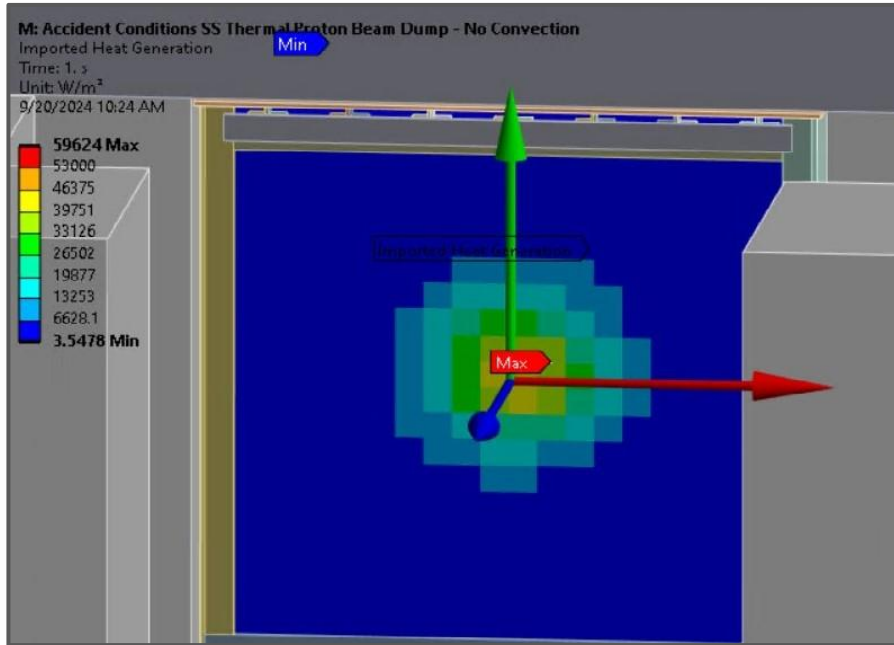 M: Accident Conditions SS Thermal Proton Beam Dump - No Convection
Imported Heat Generation
Time: 1. s
Unit: W/m³
9/20/2024 10:24 AM
Min
59624 Max
53000
46375
39751
33126
26502
19877
13253
6628.1
3.5478 Min
Imported Heat Generation
Max